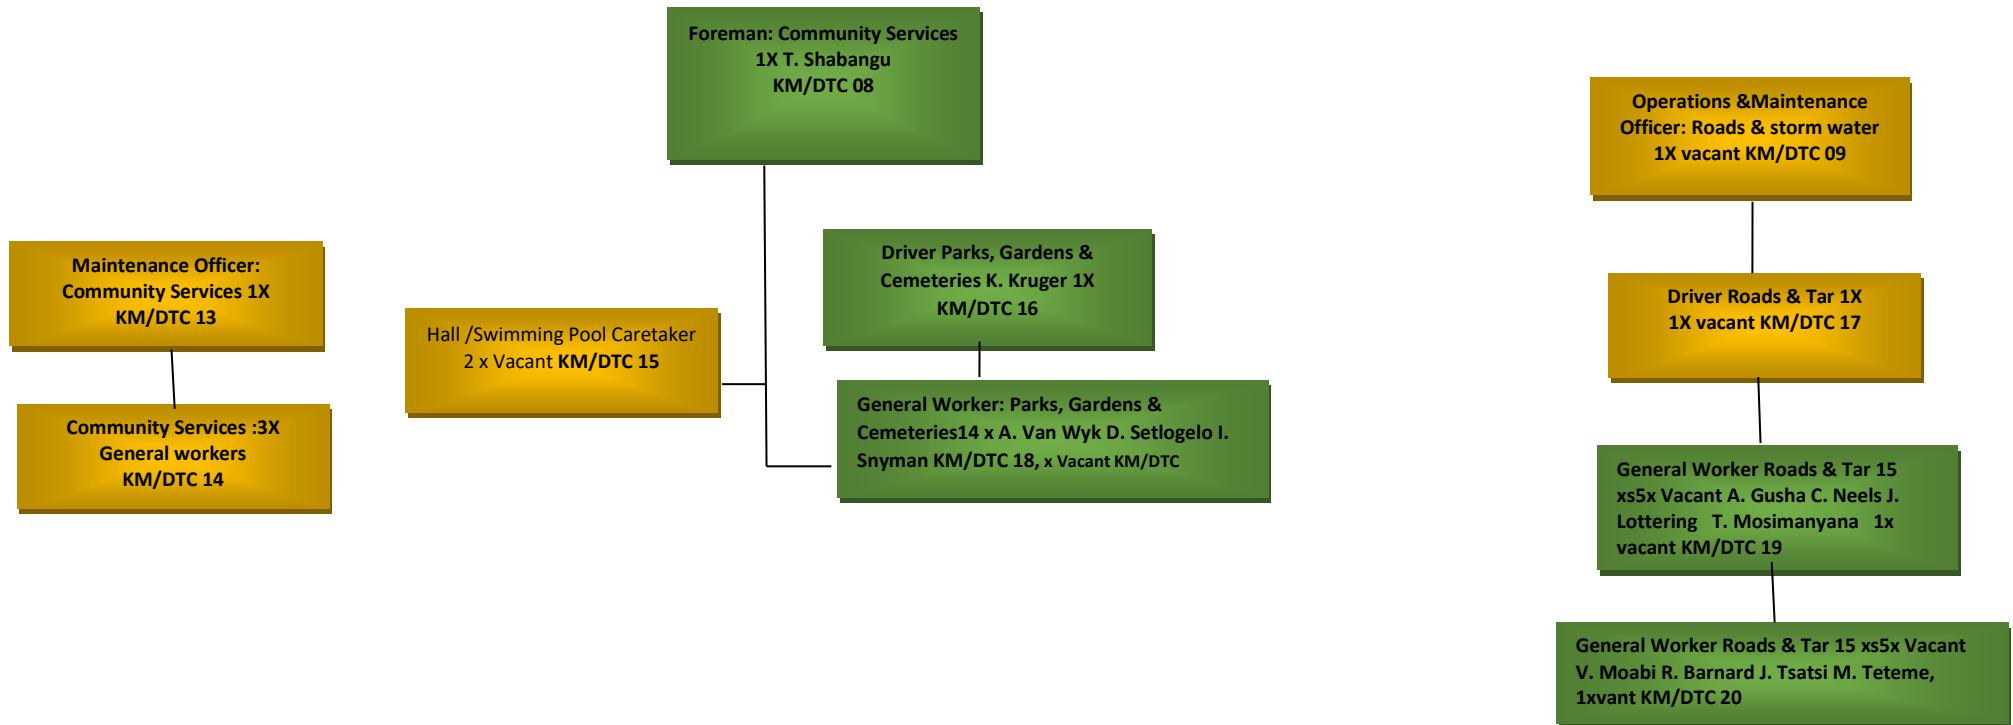 Foreman: Community Services
1X T. Shabangu
KM/DTC 08
Operations &Maintenance
Officer: Roads & storm water
1X vacant KM/DTC 09
Maintenance Officer:
Community Services 1X
KM/DTC 13
Driver Parks, Gardens &
Cemeteries K. Kruger 1X
KM/DTC 16
Driver Roads & Tar 1X
1X vacant KM/DTC 17
Hall /Swimming Pool Caretaker
2 x Vacant KM/DTC 15
Community Services :3X
General workers
KM/DTC 14
General Worker: Parks, Gardens &
Cemeteries14 x A. Van Wyk D. Setlogelo I.
Snyman KM/DTC 18, x Vacant KM/DTC
General Worker Roads & Tar 15
xs5x Vacant A. Gusha C. Neels J.
Lottering T. Mosimanyana 1x
vacant KM/DTC 19
General Worker Roads & Tar 15 xs5x Vacant
V. Moabi R. Barnard J. Tsatsi M. Teteme,
1xvant KM/DTC 20